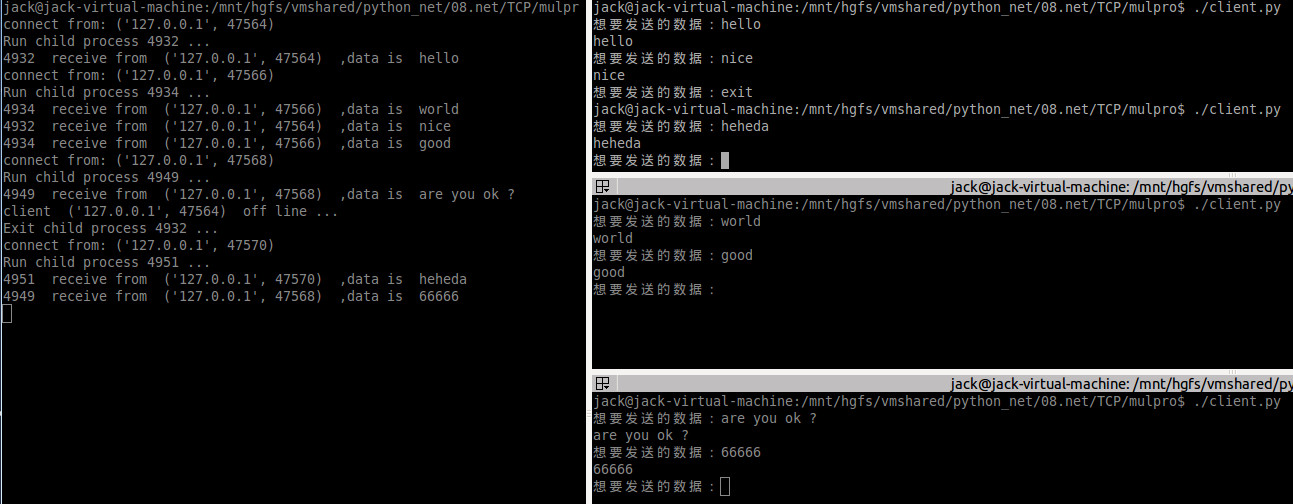 jack@jack-virtual-machine:/mnt/hgfs/vmshared/python_net/08.net/TCP/mulpr
connect from: ('127.0.0.1', 47564)
Run child process 4932 ...
4932  receive from  ('127.0.0.1', 47564)  ,data is  hello
connect from: ('127.0.0.1', 47566)
Run child process 4934 ...
4934  receive from  ('127.0.0.1', 47566)  ,data is  world
4932  receive from  ('127.0.0.1', 47564)  ,data is  nice
4934  receive from  ('127.0.0.1', 47566)  ,data is  good
connect from: ('127.0.0.1', 47568)
Run child process 4949 ...
4949  receive from  ('127.0.0.1', 47568)  ,data is  are you ok ?
client  ('127.0.0.1', 47564)  off line ...
Exit child process 4932 ...
connect from: ('127.0.0.1', 47570)
Run child process 4951 ...
4951  receive from  ('127.0.0.1', 47570)  ,data is  heheda
4949  receive from  ('127.0.0.1', 47568)  ,data is  66666
jack@jack-virtual-machine:/mnt/hgfs/vmshared/python_net/08.net/TCP/mulpro$ ./client.py
想要发送的数据：hello
hello
想要发送的数据：nice
nice
想要发送的数据：exit
jack@jack-virtual-machine:/mnt/hgfs/vmshared/python_net/08.net/TCP/mulpro$ ./client.py
想要发送的数据：heheda
heheda
想要发送的数据：
jack@jack-virtual-machine: /mnt/hgfs/vmshared/py
jack@jack-virtual-machine:/mnt/hgfs/vmshared/python_net/08.net/TCP/mulpro$ ./client.py
想要发送的数据：world
world
想要发送的数据：good
good
想要发送的数据：
jack@jack-virtual-machine: /mnt/hgfs/vmshared/py
jack@jack-virtual-machine:/mnt/hgfs/vmshared/python_net/08.net/TCP/mulpro$ ./client.py
想要发送的数据：are you ok ?
are you ok ?
想要发送的数据：66666
66666
想要发送的数据：